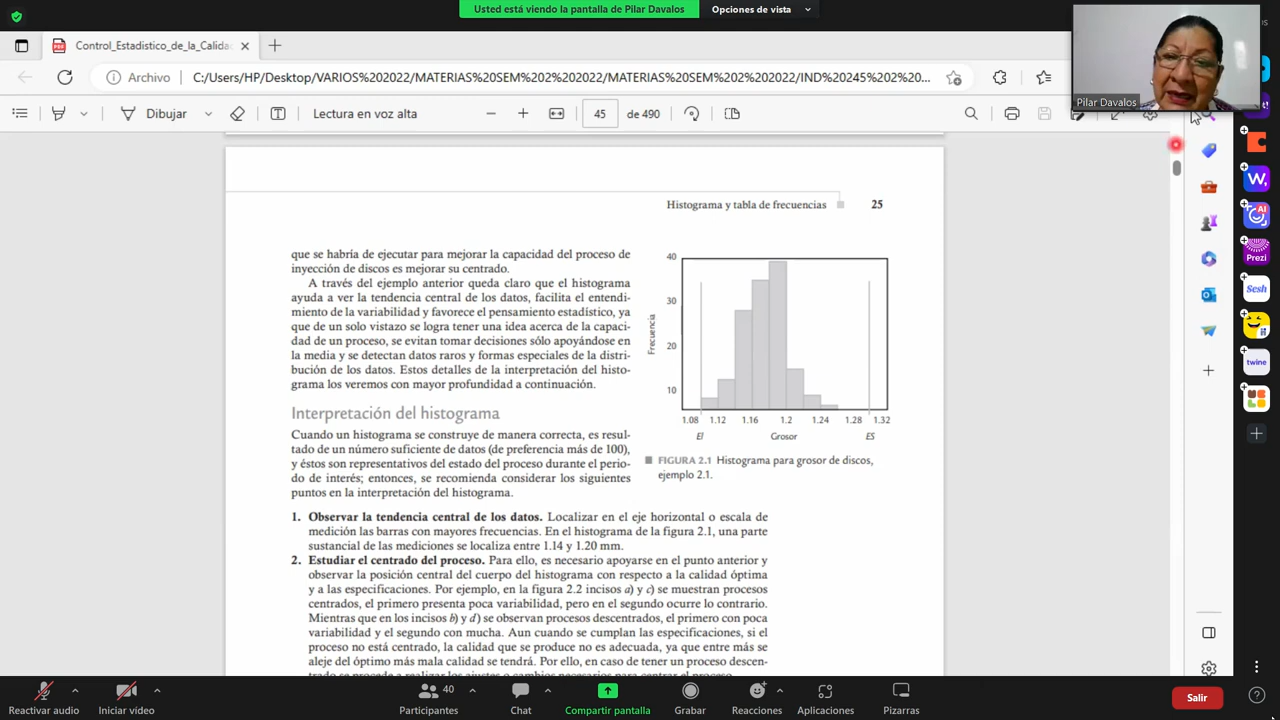 Usted está viendo la pantalla de Pilar Davalos
Opciones de vista
Control_Estadistico_de_la_Calida
Archivo
C:/Users/HP/Desktop/VARIOS%202022/MATERIAS%20SEM%202%202022/MATERIAS%20SEM%202%202022/IND%20245%202%20...
Pilar Davalos
Dibujar
Lectura en voz alta
45
de 490
Histograma y tabla de frecuencias 25
que se habría de ejecutar para mejorar la capacidad del proceso de
inyección de discos es mejorar su centrado.
A través del ejemplo anterior queda claro que el histograma
ayuda a ver la tendencia central de los datos, facilita el entendi-
miento de la variabilidad y favorece el pensamiento estadístico, ya
que de un solo vistazo se logra tener una idea acerca de la capaci-
dad de un proceso, se evitan tomar decisiones sólo apoyándose en
la media y se detectan datos raros y formas especiales de la distri-
bución de los datos. Estos detalles de la interpretación del histo-
grama los veremos con mayor profundidad a continuación.
Interpretación del histograma
Cuando un histograma se construye de manera correcta, es resul-
tado de un número suficiente de datos (de preferencia más de 100),
y éstos son representativos del estado del proceso durante el perio-
do de interés; entonces, se recomienda considerar los siguientes
puntos en la interpretación del histograma.
40
30
20
10
Frecuencia
1.08 1.12 1.16 1.2 1.24 1.28 1.32
EI Grosor ES
FIGURA 2.1 Histograma para grosor de discos,
ejemplo 2.1.
1. Observar la tendencia central de los datos. Localizar en el eje horizontal o escala de
medición las barras con mayores frecuencias. En el histograma de la figura 2.1, una parte
sustancial de las mediciones se localiza entre 1.14 y 1.20 mm.
2. Estudiar el centrado del proceso. Para ello, es necesario apoyarse en el punto anterior y
observar la posición central del cuerpo del histograma con respecto a la calidad óptima
y a las especificaciones. Por ejemplo, en la figura 2.2 incisos a) y c) se muestran procesos
centrados, el primero presenta poca variabilidad, pero en el segundo ocurre lo contrario.
Mientras que en los incisos b) y d) se observan procesos descentrados, el primero con poca
variabilidad y el segundo con mucha. Aun cuando se cumplan las especificaciones, si el
proceso no está centrado, la calidad que se produce no es adecuada, ya que entre más se
aleje del óptimo más mala calidad se tendrá. Por ello, en caso de tener un proceso descen-
trado se procede a realizar los ajustes o cambios necesarios para centrar el proceso.
AI
Prezi
Sesh
twine
Reactivar audio
Iniciar video
40
Participantes
Chat
Compartir pantalla
Grabar
Reacciones
Aplicaciones
Pizarras
Salir